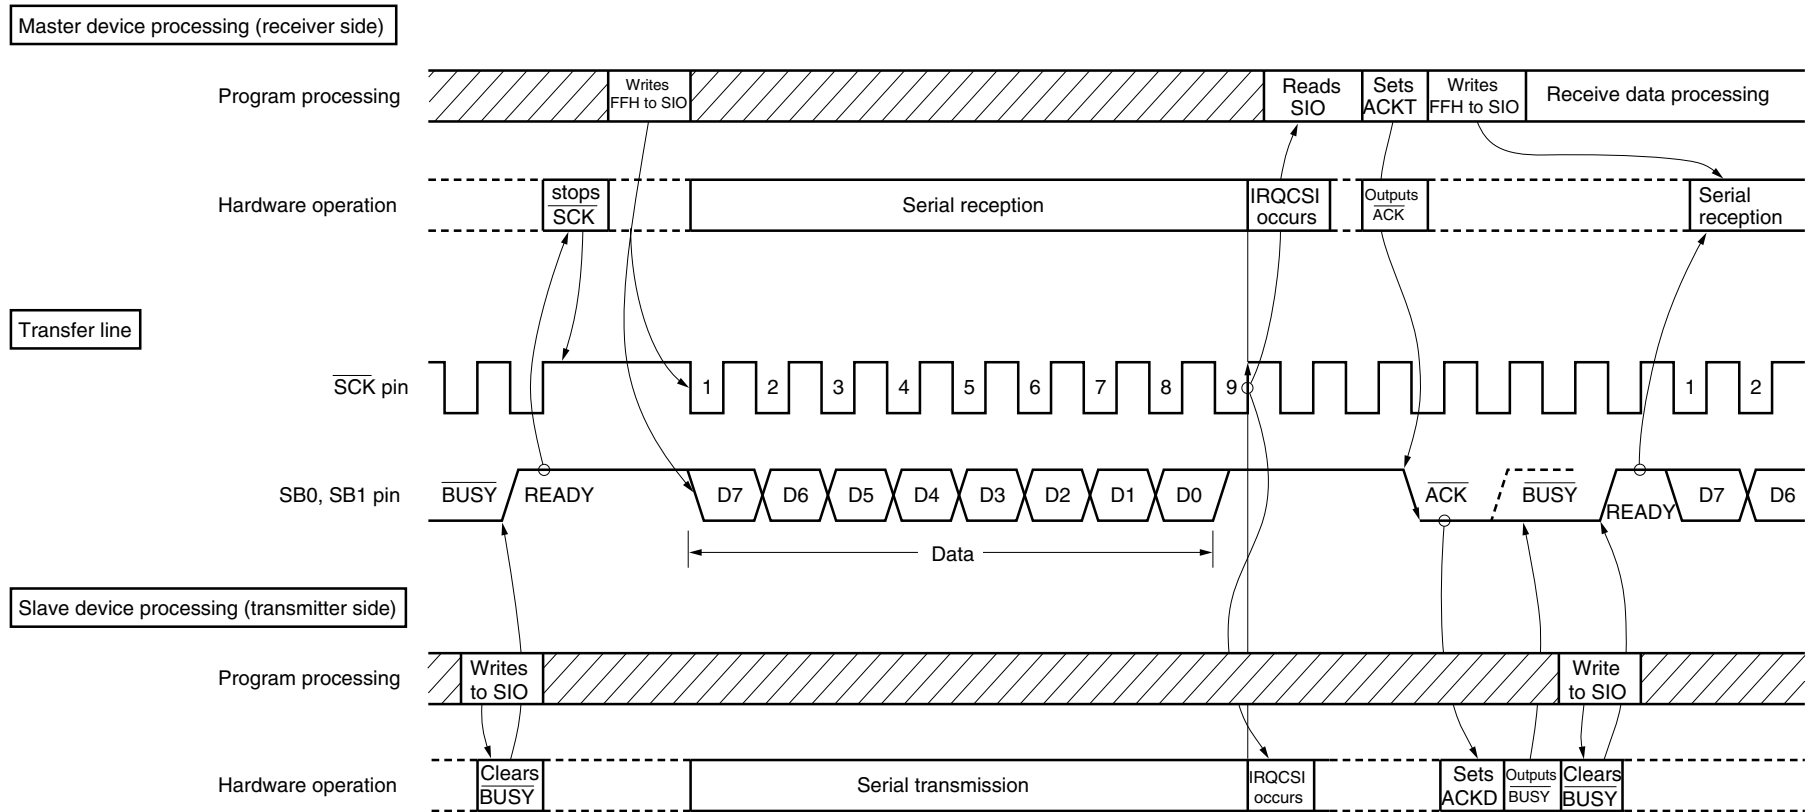 Master device processing (receiver side)
Program processing
Writes
FFH to SIO
Reads
SIO
Sets
ACKT
Writes
FFH to SIO
Receive data processing
Hardware operation
stops
SCK
Serial reception
IRQCSI
occurs
Outputs
ACK
Serial
reception
Transfer line
SCK pin
1 2 3 4 5 6 7 8 9 1 2
SB0, SB1 pin
BUSY READY D7 D6 D5 D4 D3 D2 D1 D0 ACK BUSY READY D7 D6
Data
Slave device processing (transmitter side)
Program processing
Writes
to SIO
Write
to SIO
Hardware operation
Clears
BUSY
Serial transmission
IRQCSI
occurs
Sets
ACKD
Outputs
BUSY
Clears
BUSY